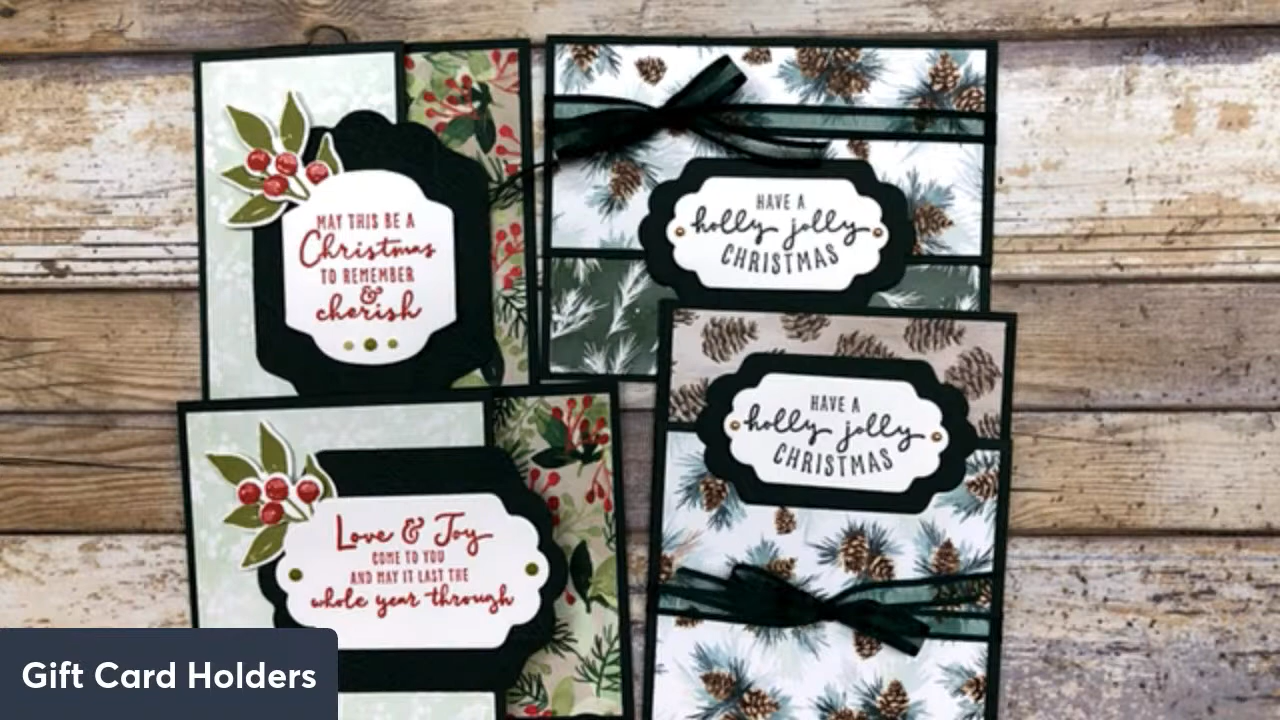 MAY THIS BE A
Christmas
TO REMEMBER
&
cherish
HAVE A
holly jolly
CHRISTMAS
Love & Joy
COME TO YOU
AND MAY IT LAST THE
whole year through
HAVE A
holly jolly
CHRISTMAS
Gift Card Holders